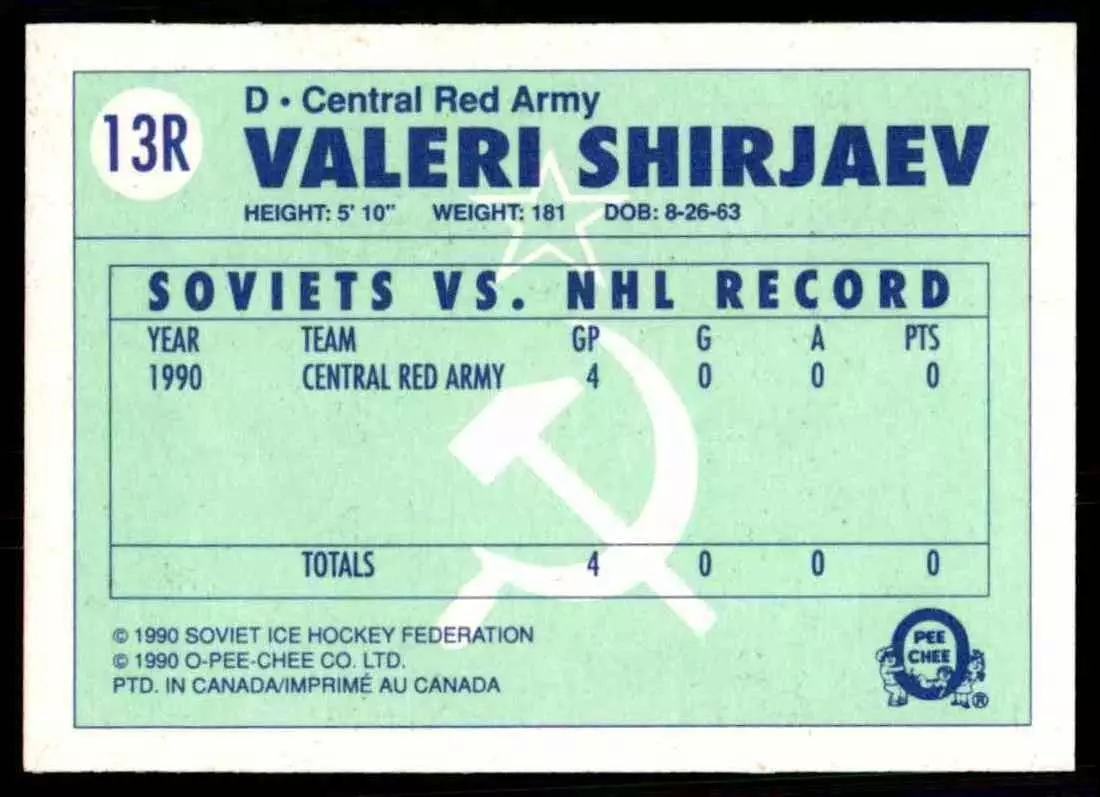 13R
D • Central Red Army
VALERI SHIRJAEV
HEIGHT: 5' 10" WEIGHT: 181 DOB: 8-26-63
SOVIETS VS. NHL RECORD
YEAR TEAM GP G A PTS
1990 CENTRAL RED ARMY 4 0 0 0
TOTALS 4 0 0 0
© 1990 SOVIET ICE HOCKEY FEDERATION
© 1990 O-PEE-CHEE CO. LTD.
PTD. IN CANADA/IMPRIMÉ AU CANADA
O
PEE
CHEE
®